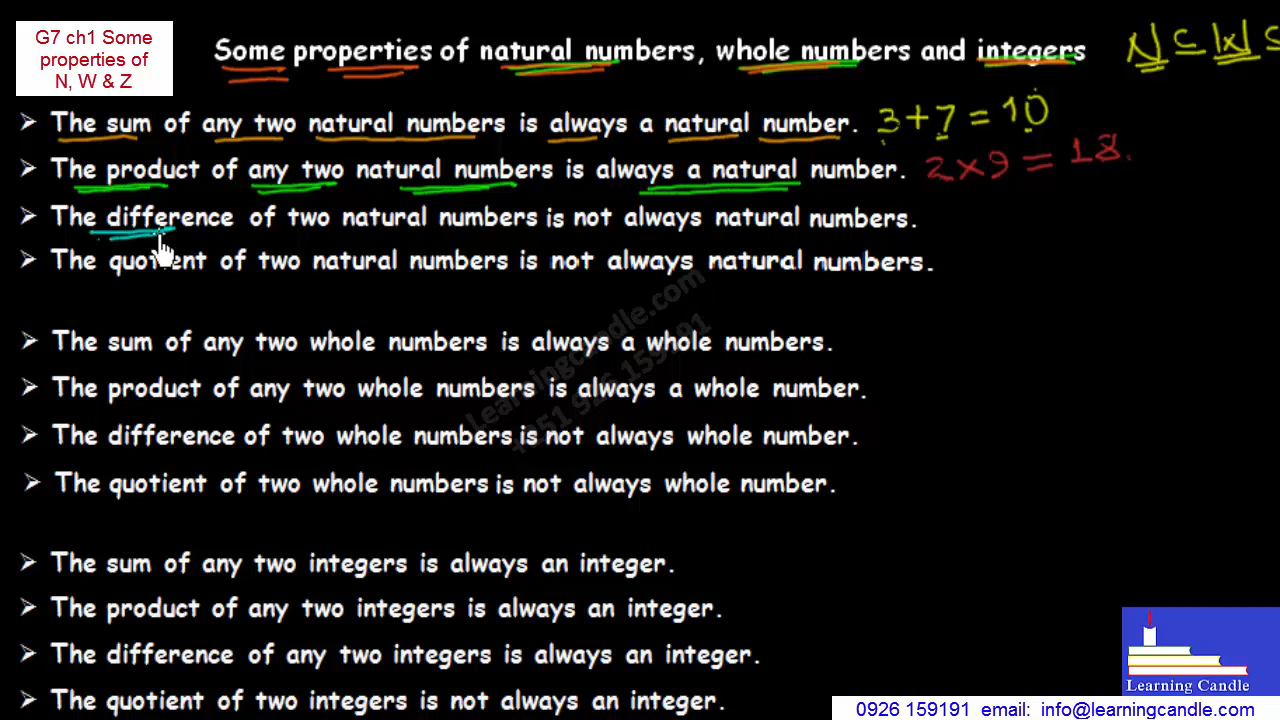 G7 ch1 Some
properties of
N, W & Z
Some properties of natural numbers, whole numbers and integers
N ⊂ W ⊂
➢ The sum of any two natural numbers is always a natural number. 3+7=10
➢ The product of any two natural numbers is always a natural number. 2×9=18.
➢ The difference of two natural numbers is not always natural numbers.
➢ The quotient of two natural numbers is not always natural numbers.
➢ The sum of any two whole numbers is always a whole numbers.
➢ The product of any two whole numbers is always a whole number.
➢ The difference of two whole numbers is not always whole number.
➢ The quotient of two whole numbers is not always whole number.
➢ The sum of any two integers is always an integer.
➢ The product of any two integers is always an integer.
➢ The difference of any two integers is always an integer.
➢ The quotient of two integers is not always an integer.
Learningcandle.com
+251 926 159191
Learning Candle
0926 159191 email: info@learningcandle.com